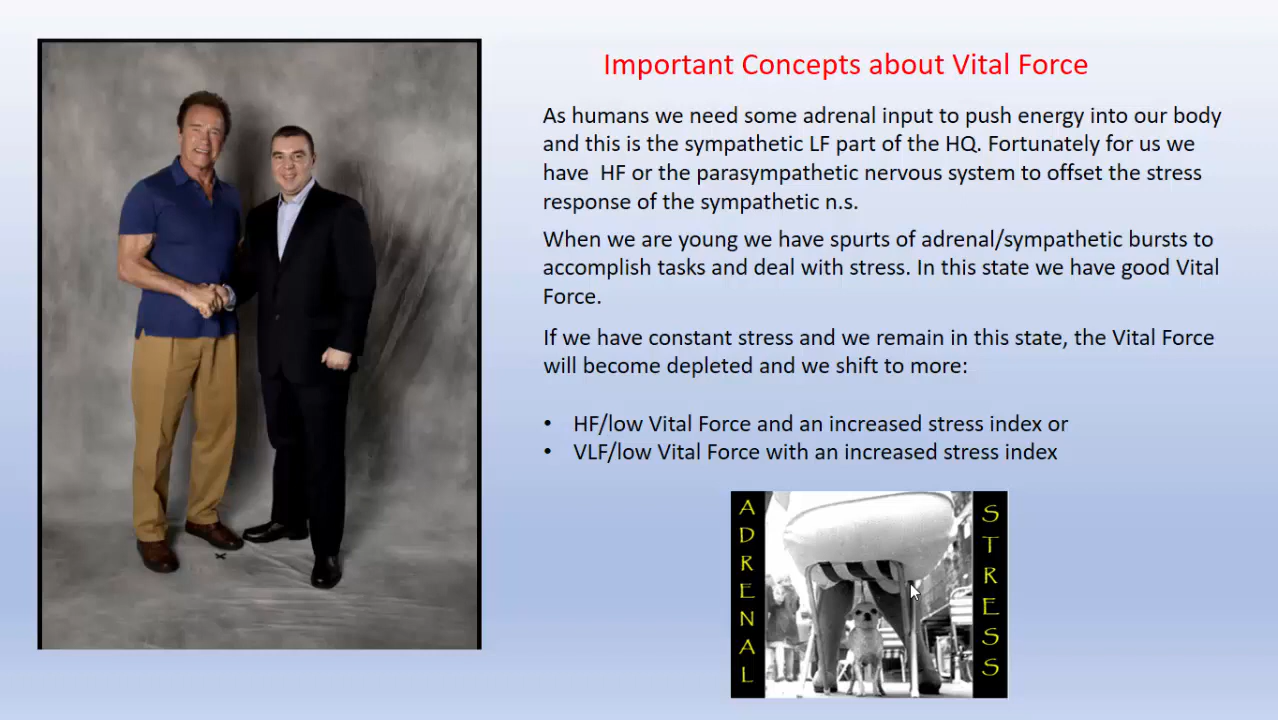 Important Concepts about Vital Force
As humans we need some adrenal input to push energy into our body
and this is the sympathetic LF part of the HQ. Fortunately for us we
have HF or the parasympathetic nervous system to offset the stress
response of the sympathetic n.s.
When we are young we have spurts of adrenal/sympathetic bursts to
accomplish tasks and deal with stress. In this state we have good Vital
Force.
If we have constant stress and we remain in this state, the Vital Force
will become depleted and we shift to more:
• HF/low Vital Force and an increased stress index or
• VLF/low Vital Force with an increased stress index
ADRENAL
STRESS